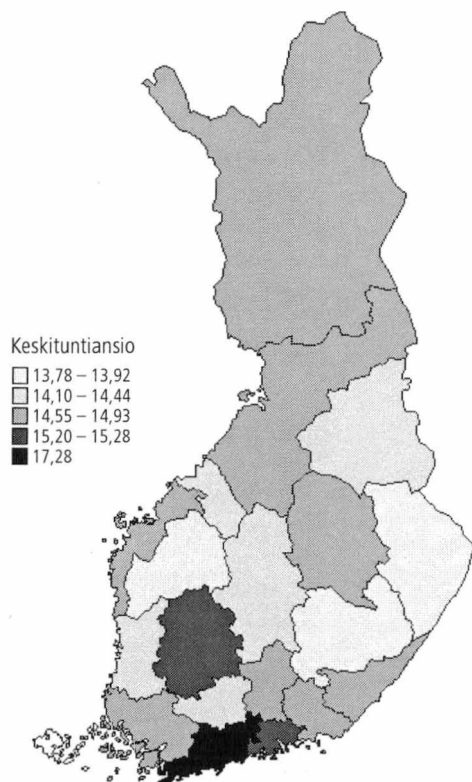 Keskituntiansio
13,78 – 13,92
14,10 – 14,44
14,55 – 14,93
15,20 – 15,28
17,28